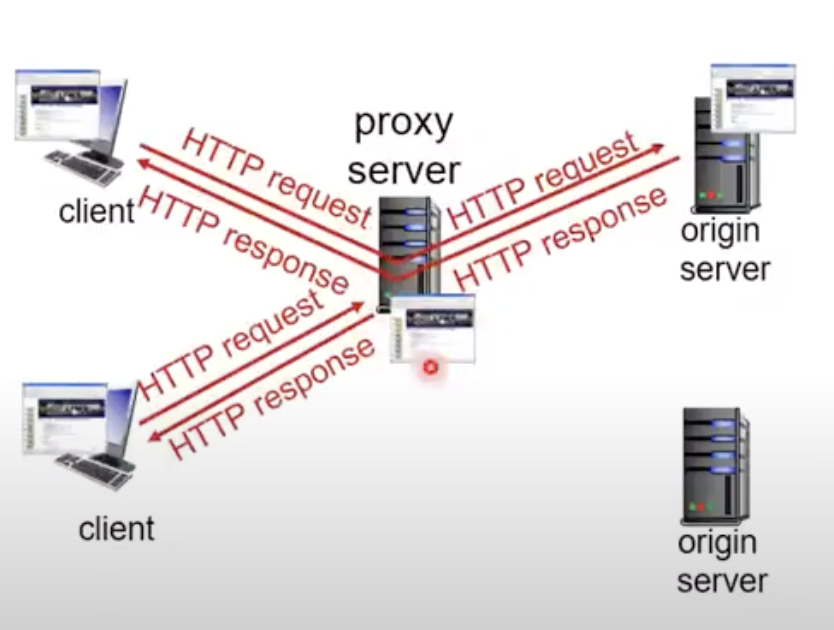 proxy
server
HTTP request
HTTP request
client
HTTP response
HTTP response
origin
server
HTTP request
HTTP response
client
origin
server